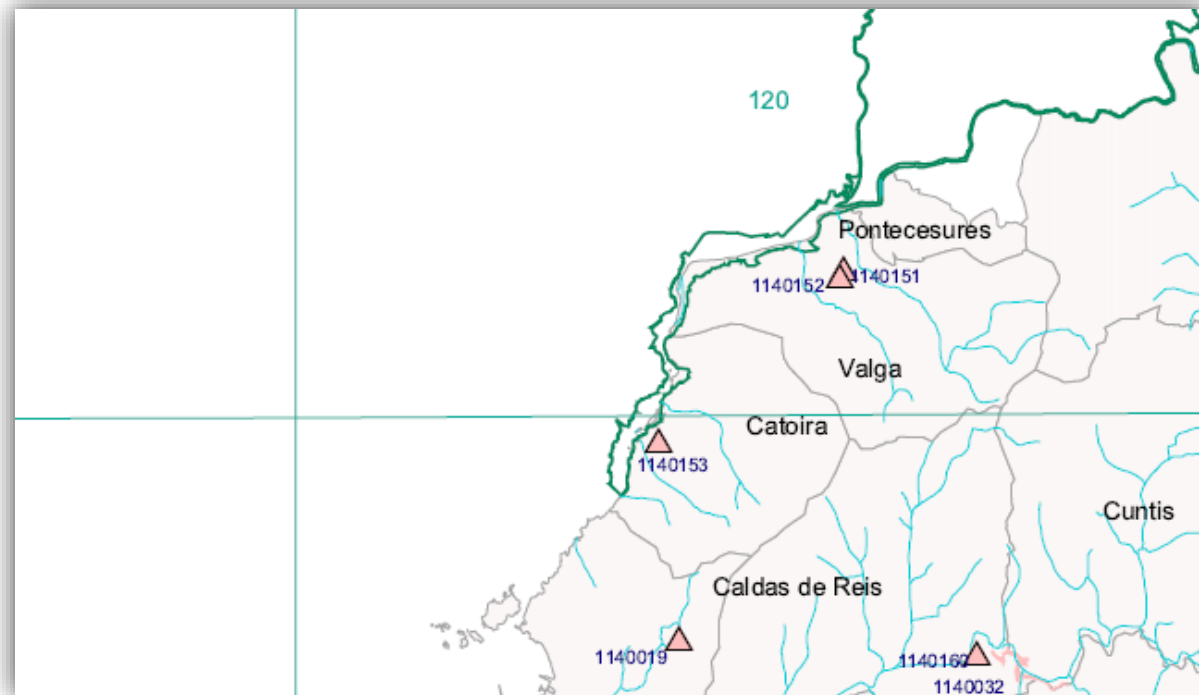 120
Pontecesures
1140152
1140151
Valga
Catoira
1140153
Cuntis
Caldas de Reis
1140019
1140160
1140032